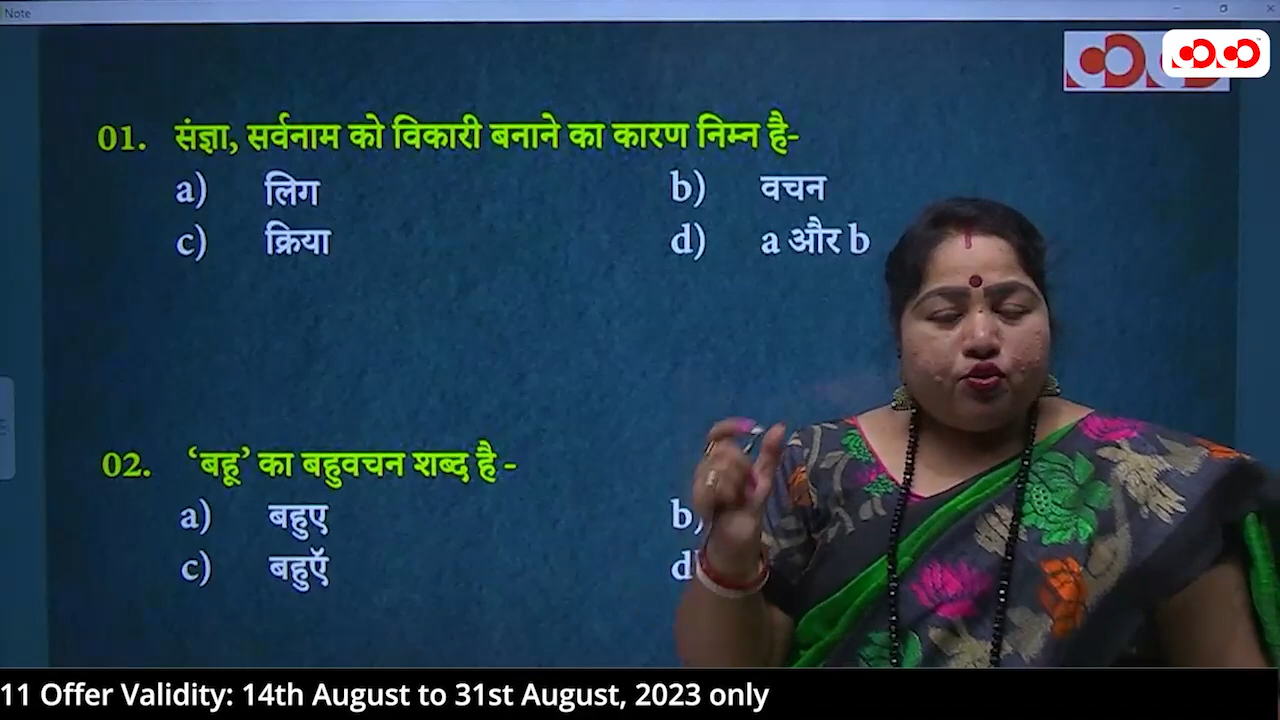 Note
01. संज्ञा, सर्वनाम को विकारी बनाने का कारण निम्न है-
a) लिग b) वचन
c) क्रिया d) a और b
02. ‘बहू’ का बहुवचन शब्द है -
a) बहुए b)
c) बहुऍ d)
11 Offer Validity: 14th August to 31st August, 2023 only